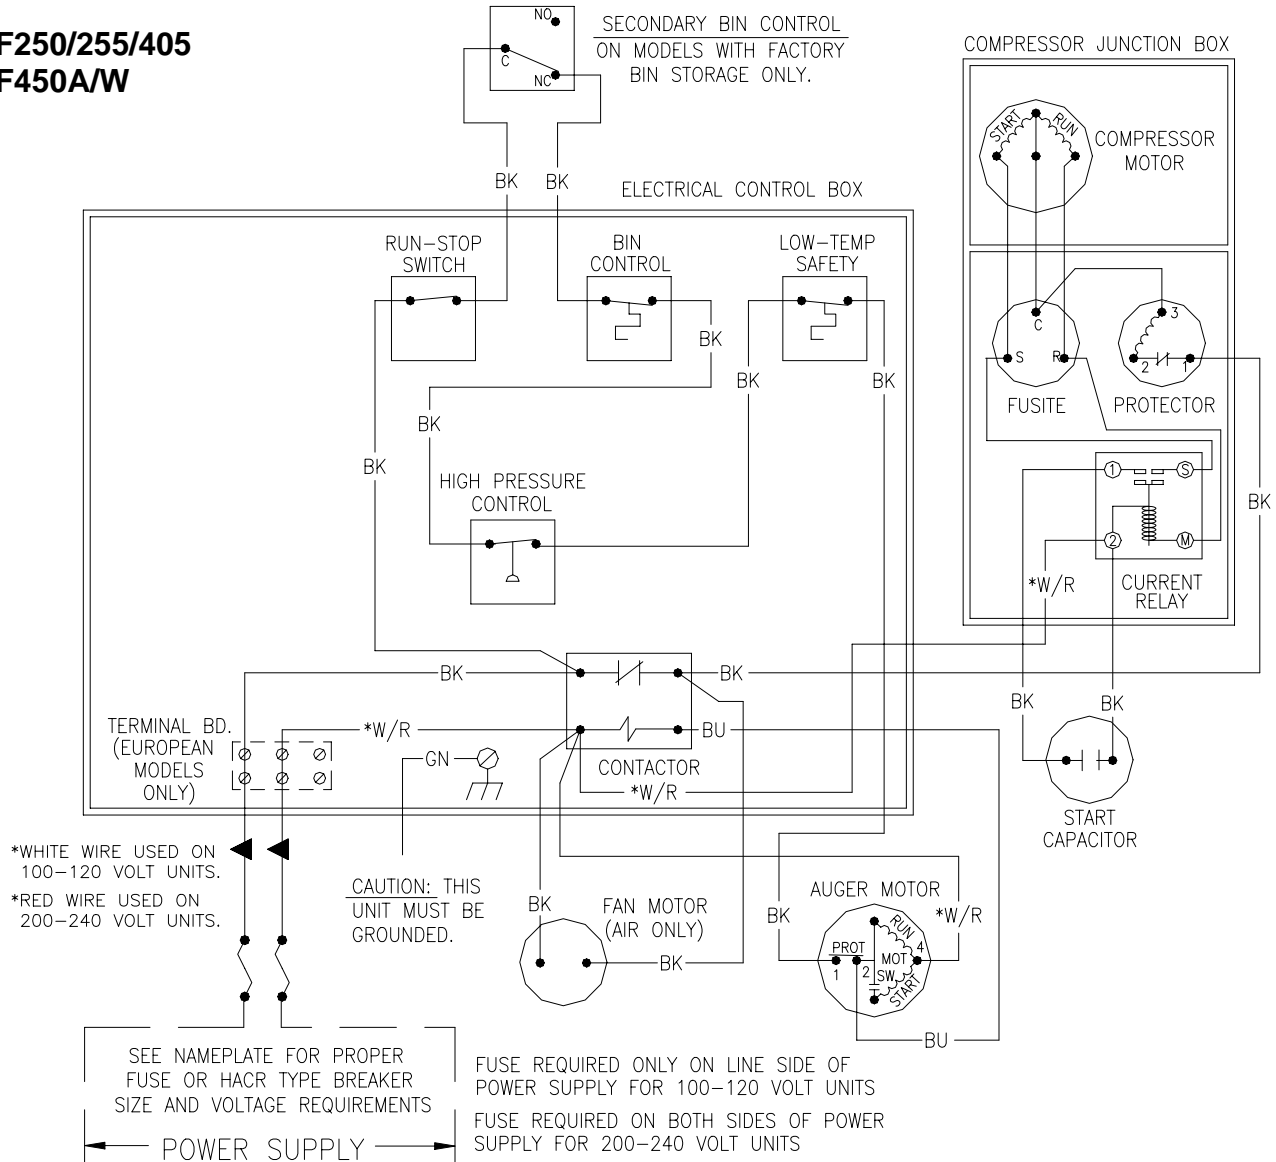 F250/255/405
F450A/W
NO
C
NC
SECONDARY BIN CONTROL
ON MODELS WITH FACTORY
BIN STORAGE ONLY.
COMPRESSOR JUNCTION BOX
START
RUN
COMPRESSOR
MOTOR
BK
BK
ELECTRICAL CONTROL BOX
RUN-STOP
SWITCH
BIN
CONTROL
LOW-TEMP
SAFETY
C
S
R
3
2
1
BK
BK
BK
BK
BK
FUSITE
PROTECTOR
HIGH PRESSURE
CONTROL
1
S
2
M
BK
*W/R
CURRENT
RELAY
BK
BK
BK
BK
TERMINAL BD.
(EUROPEAN
MODELS
ONLY)
*W/R
BU
GN
CONTACTOR
*W/R
START
CAPACITOR
*WHITE WIRE USED ON
100-120 VOLT UNITS.
*RED WIRE USED ON
200-240 VOLT UNITS.
CAUTION: THIS
UNIT MUST BE
GROUNDED.
BK
FAN MOTOR
(AIR ONLY)
BK
AUGER MOTOR
BK
*W/R
RUN
PROT
MOT
4
1
2
SW
START
BU
SEE NAMEPLATE FOR PROPER
FUSE OR HACR TYPE BREAKER
SIZE AND VOLTAGE REQUIREMENTS
POWER SUPPLY
FUSE REQUIRED ONLY ON LINE SIDE OF
POWER SUPPLY FOR 100-120 VOLT UNITS
FUSE REQUIRED ON BOTH SIDES OF POWER
SUPPLY FOR 200-240 VOLT UNITS